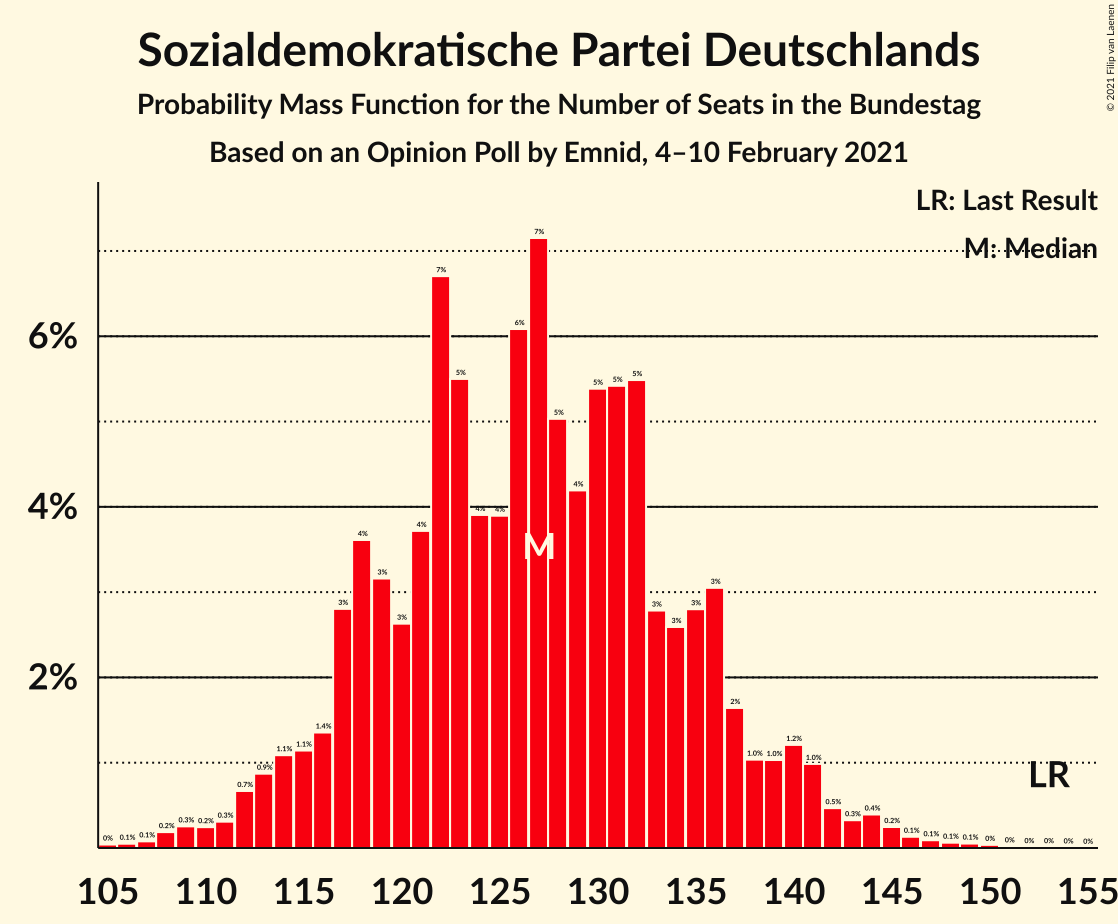 Sozialdemokratische Partei Deutschlands
Probability Mass Function for the Number of Seats in the Bundestag
Based on an Opinion Poll by Emnid, 4–10 February 2021
© 2021 Filip van Laenen
LR: Last Result
M: Median
6%
4%
2%
0% 0.1% 0.1% 0.2% 0.3% 0.2% 0.3% 0.7% 0.9% 1.1% 1.1% 1.4% 3% 4% 3% 3% 4% 7% 5% 4% 4% 6% 7% 5% 4% 5% 5% 5% 3% 3% 3% 3% 2% 1.0% 1.0% 1.2% 1.0% 0.5% 0.3% 0.4% 0.2% 0.1% 0.1% 0.1% 0.1% 0% 0% 0% 0% 0% 0%
M
LR
105 110 115 120 125 130 135 140 145 150 155